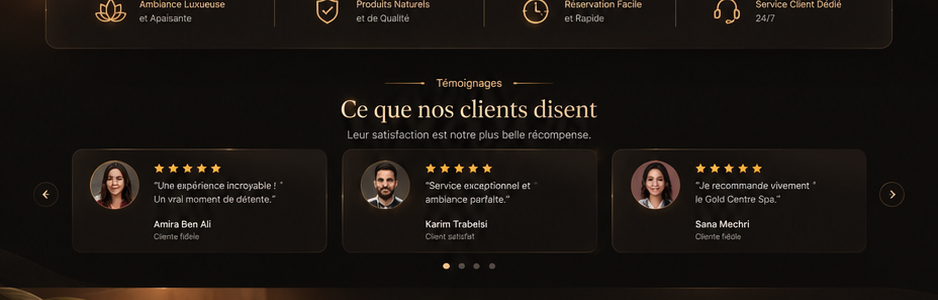 Ambiance Luxueuse
et Apaisante
Produits Naturels
et de Qualité
Réservation Facile
et Rapide
Service Client Dédié
24/7
Témoignages
Ce que nos clients disent
Leur satisfaction est notre plus belle récompense.
"Une expérience incroyable ! "
Un vrai moment de détente."
Amira Ben Ali
Cliente fidele
"Service exceptionnel et "
ambiance parfaite."
Karim Trabelsi
Client satisfat
"Je recommande vivement "
le Gold Centre Spa."
Sana Mechri
Cliente fidèle